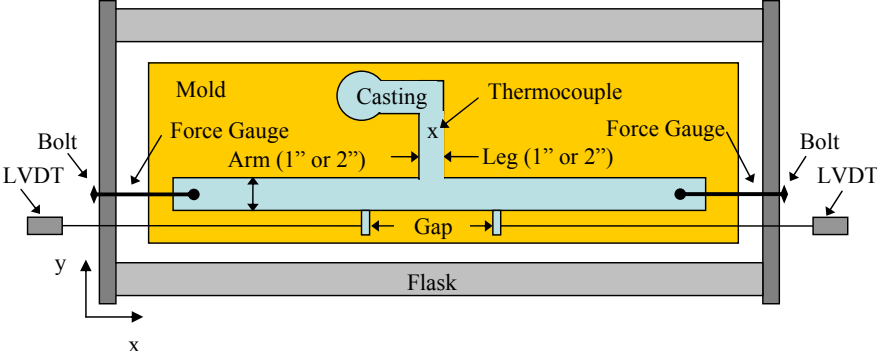 Mold
Casting
Thermocouple
x
Force Gauge
Force Gauge
Bolt
Bolt
Arm (1” or 2”)
Leg (1” or 2”)
LVDT
LVDT
Gap
y
Flask
x